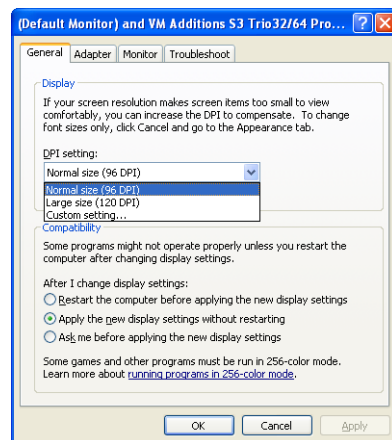 (Default Monitor) and VM Additions S3 Trio32/64 Pro...
General Adapter Monitor Troubleshoot
Display
If your screen resolution makes screen items too small to view
comfortably, you can increase the DPI to compensate. To change
font sizes only, click Cancel and go to the Appearance tab.
DPI setting:
Normal size (96 DPI)
Normal size (96 DPI)
Large size (120 DPI)
Custom setting...
Compatibility
Some programs might not operate properly unless you restart the
computer after changing display settings.
After I change display settings:
Restart the computer before applying the new display settings
Apply the new display settings without restarting
Ask me before applying the new display settings
Some games and other programs must be run in 256-color mode.
Learn more about running programs in 256-color mode.
OK Cancel Apply